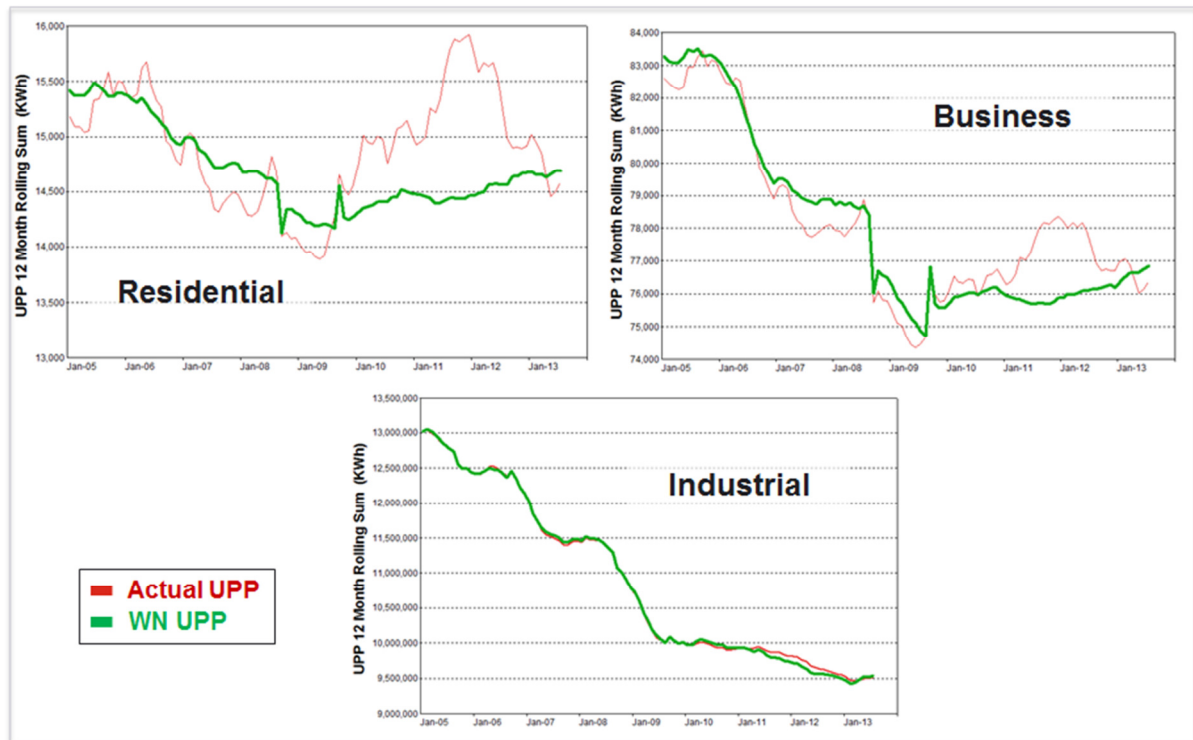 UPP 12 Month Rolling Sum (KWh)
16,000
15,500
15,000
14,500
14,000
13,500
13,000
Residential
Jan-05 Jan-06 Jan-07 Jan-08 Jan-09 Jan-10 Jan-11 Jan-12 Jan-13
UPP 12 Month Rolling Sum (KWh)
84,000
83,000
82,000
81,000
80,000
79,000
78,000
77,000
76,000
75,000
74,000
Business
Jan-05 Jan-06 Jan-07 Jan-08 Jan-09 Jan-10 Jan-11 Jan-12 Jan-13
UPP 12 Month Rolling Sum (KWh)
13,500,000
13,000,000
12,500,000
12,000,000
11,500,000
11,000,000
10,500,000
10,000,000
9,500,000
9,000,000
Industrial
Jan-05 Jan-06 Jan-07 Jan-08 Jan-09 Jan-10 Jan-11 Jan-12 Jan-13
Actual UPP
WN UPP